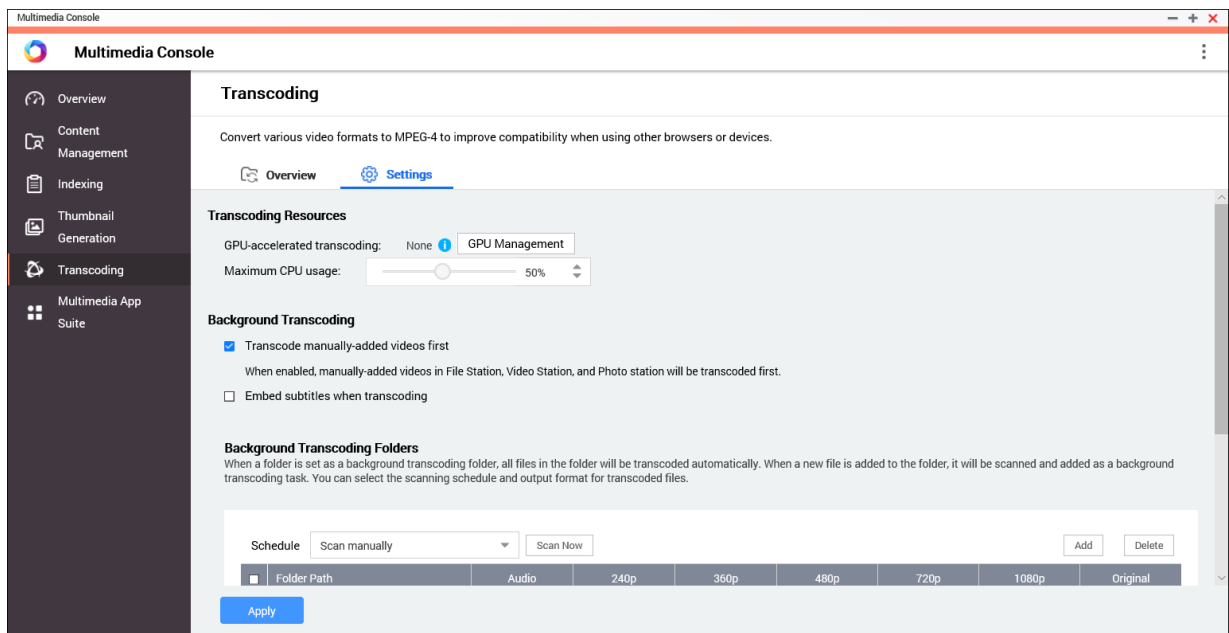 Multimedia Console
Multimedia Console
Overview
Content
Management
Indexing
Thumbnail
Generation
Transcoding
Multimedia App
Suite
Transcoding
Convert various video formats to MPEG-4 to improve compatibility when using other browsers or devices.
Overview Settings
Transcoding Resources
GPU-accelerated transcoding: None i GPU Management
Maximum CPU usage: 50%
Background Transcoding
Transcode manually-added videos first
When enabled, manually-added videos in File Station, Video Station, and Photo station will be transcoded first.
Embed subtitles when transcoding
Background Transcoding Folders
When a folder is set as a background transcoding folder, all files in the folder will be transcoded automatically. When a new file is added to the folder, it will be scanned and added as a background
transcoding task. You can select the scanning schedule and output format for transcoded files.
Schedule Scan manually Scan Now Add Delete
Folder Path Audio 240p 360p 480p 720p 1080p Original
Apply